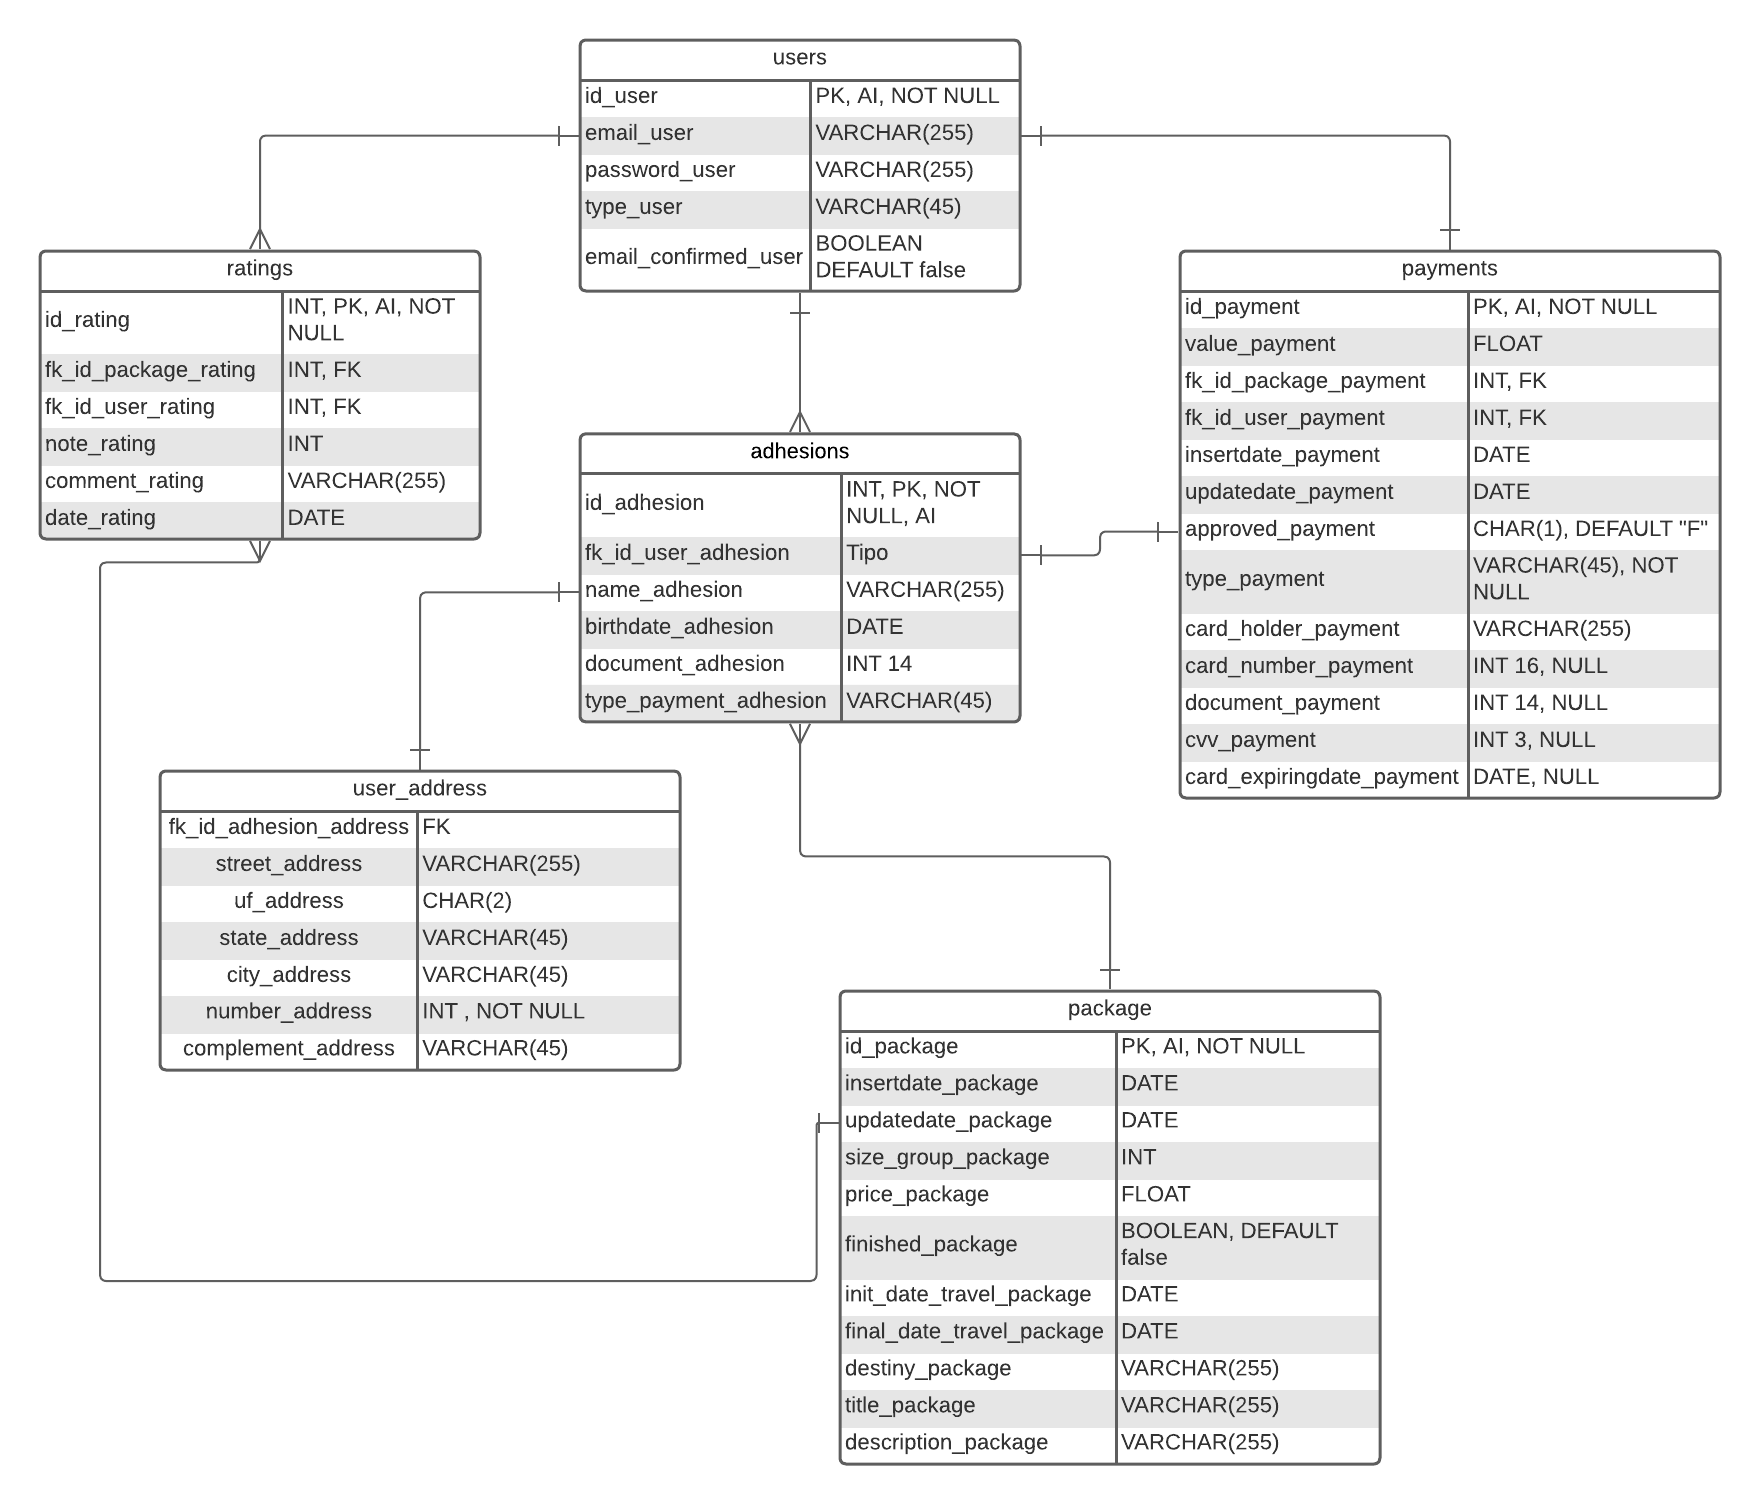 users
id_user PK, AI, NOT NULL
email_user VARCHAR(255)
password_user VARCHAR(255)
type_user VARCHAR(45)
email_confirmed_user BOOLEAN
DEFAULT false
ratings
id_rating INT, PK, AI, NOT
NULL
fk_id_package_rating INT, FK
fk_id_user_rating INT, FK
note_rating INT
comment_rating VARCHAR(255)
date_rating DATE
payments
id_payment PK, AI, NOT NULL
value_payment FLOAT
fk_id_package_payment INT, FK
fk_id_user_payment INT, FK
insertdate_payment DATE
updatedate_payment DATE
approved_payment CHAR(1), DEFAULT "F"
type_payment VARCHAR(45), NOT
NULL
card_holder_payment VARCHAR(255)
card_number_payment INT 16, NULL
document_payment INT 14, NULL
cvv_payment INT 3, NULL
card_expiringdate_payment DATE, NULL
adhesions
id_adhesion INT, PK, NOT
NULL, AI
fk_id_user_adhesion Tipo
name_adhesion VARCHAR(255)
birthdate_adhesion DATE
document_adhesion INT 14
type_payment_adhesion VARCHAR(45)
user_address
fk_id_adhesion_address FK
street_address VARCHAR(255)
uf_address CHAR(2)
state_address VARCHAR(45)
city_address VARCHAR(45)
number_address INT , NOT NULL
complement_address VARCHAR(45)
package
id_package PK, AI, NOT NULL
insertdate_package DATE
updatedate_package DATE
size_group_package INT
price_package FLOAT
finished_package BOOLEAN, DEFAULT
false
init_date_travel_package DATE
final_date_travel_package DATE
destiny_package VARCHAR(255)
title_package VARCHAR(255)
description_package VARCHAR(255)